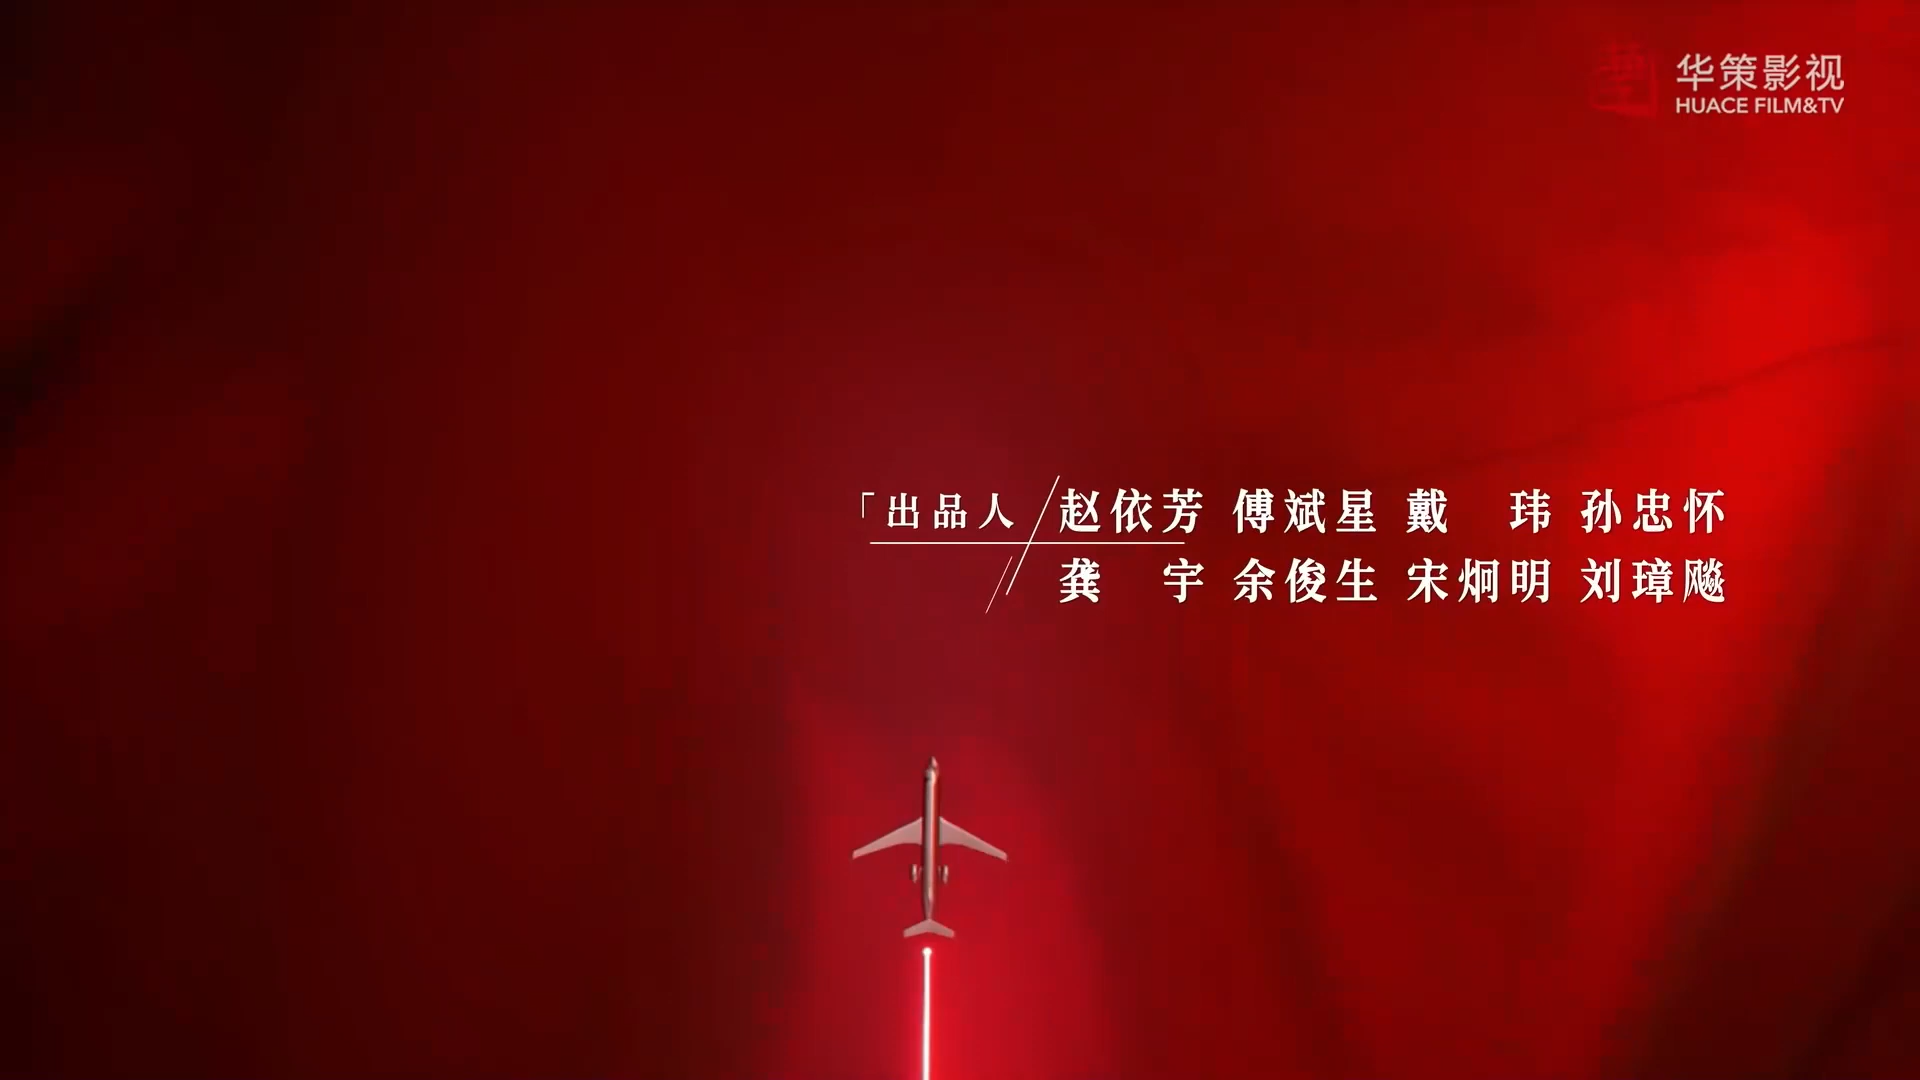 华策影视
HUACE FILM&TV
「出品人 赵依芳 傅斌星 戴　玮 孙忠怀
龚　宇 余俊生 宋炯明 刘璋飚